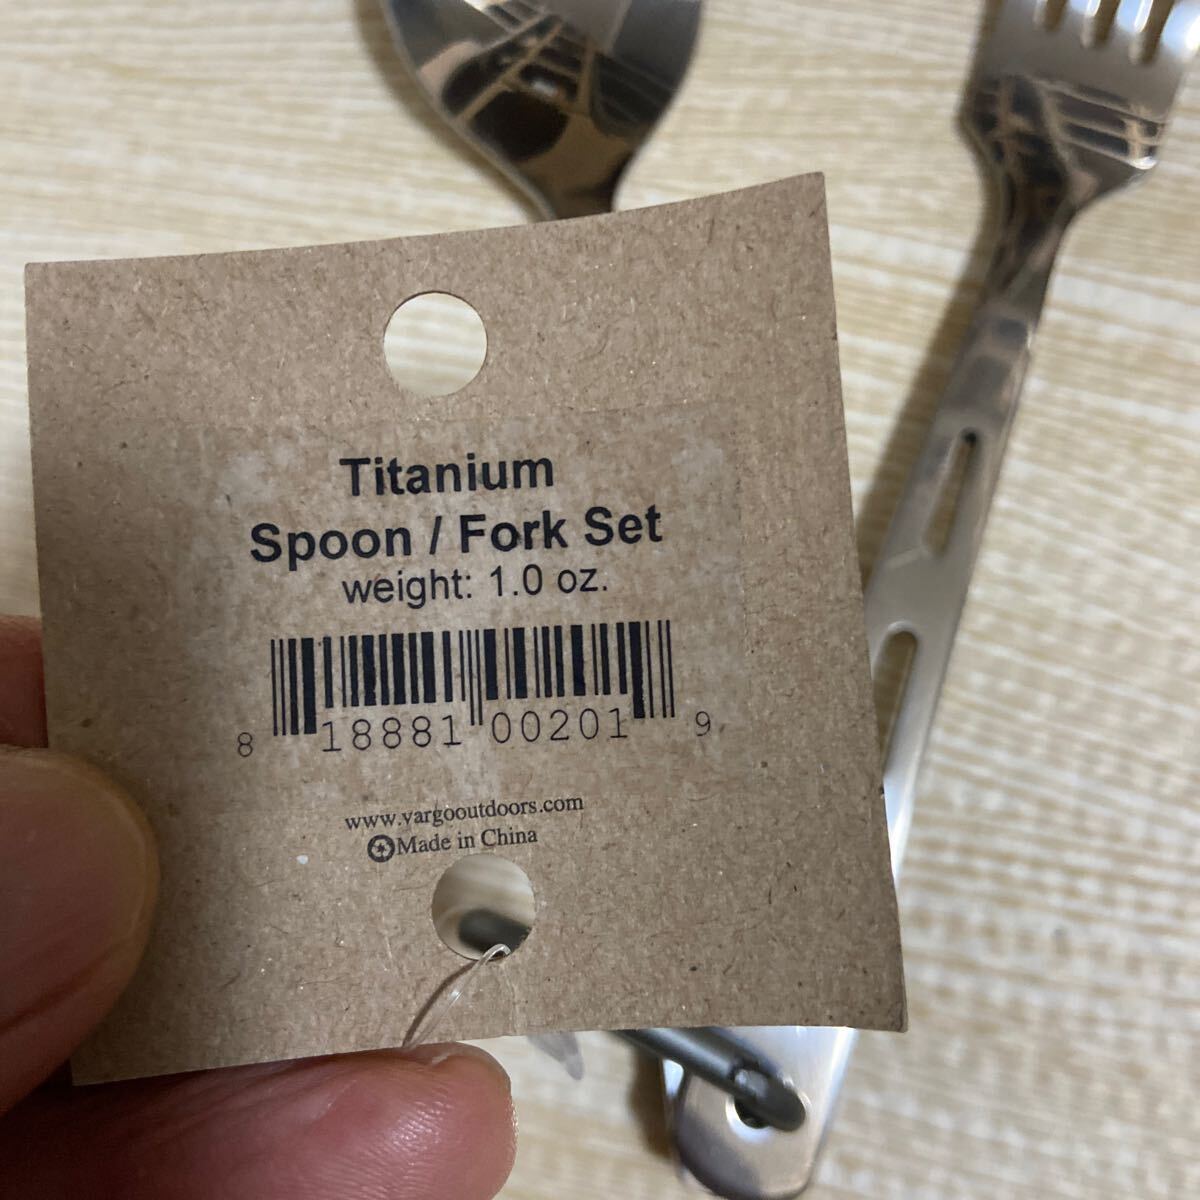 Titanium
Spoon / Fork Set
weight: 1.0 oz.
8 18881 00201 9
www.vargooutdoors.com
Made in China